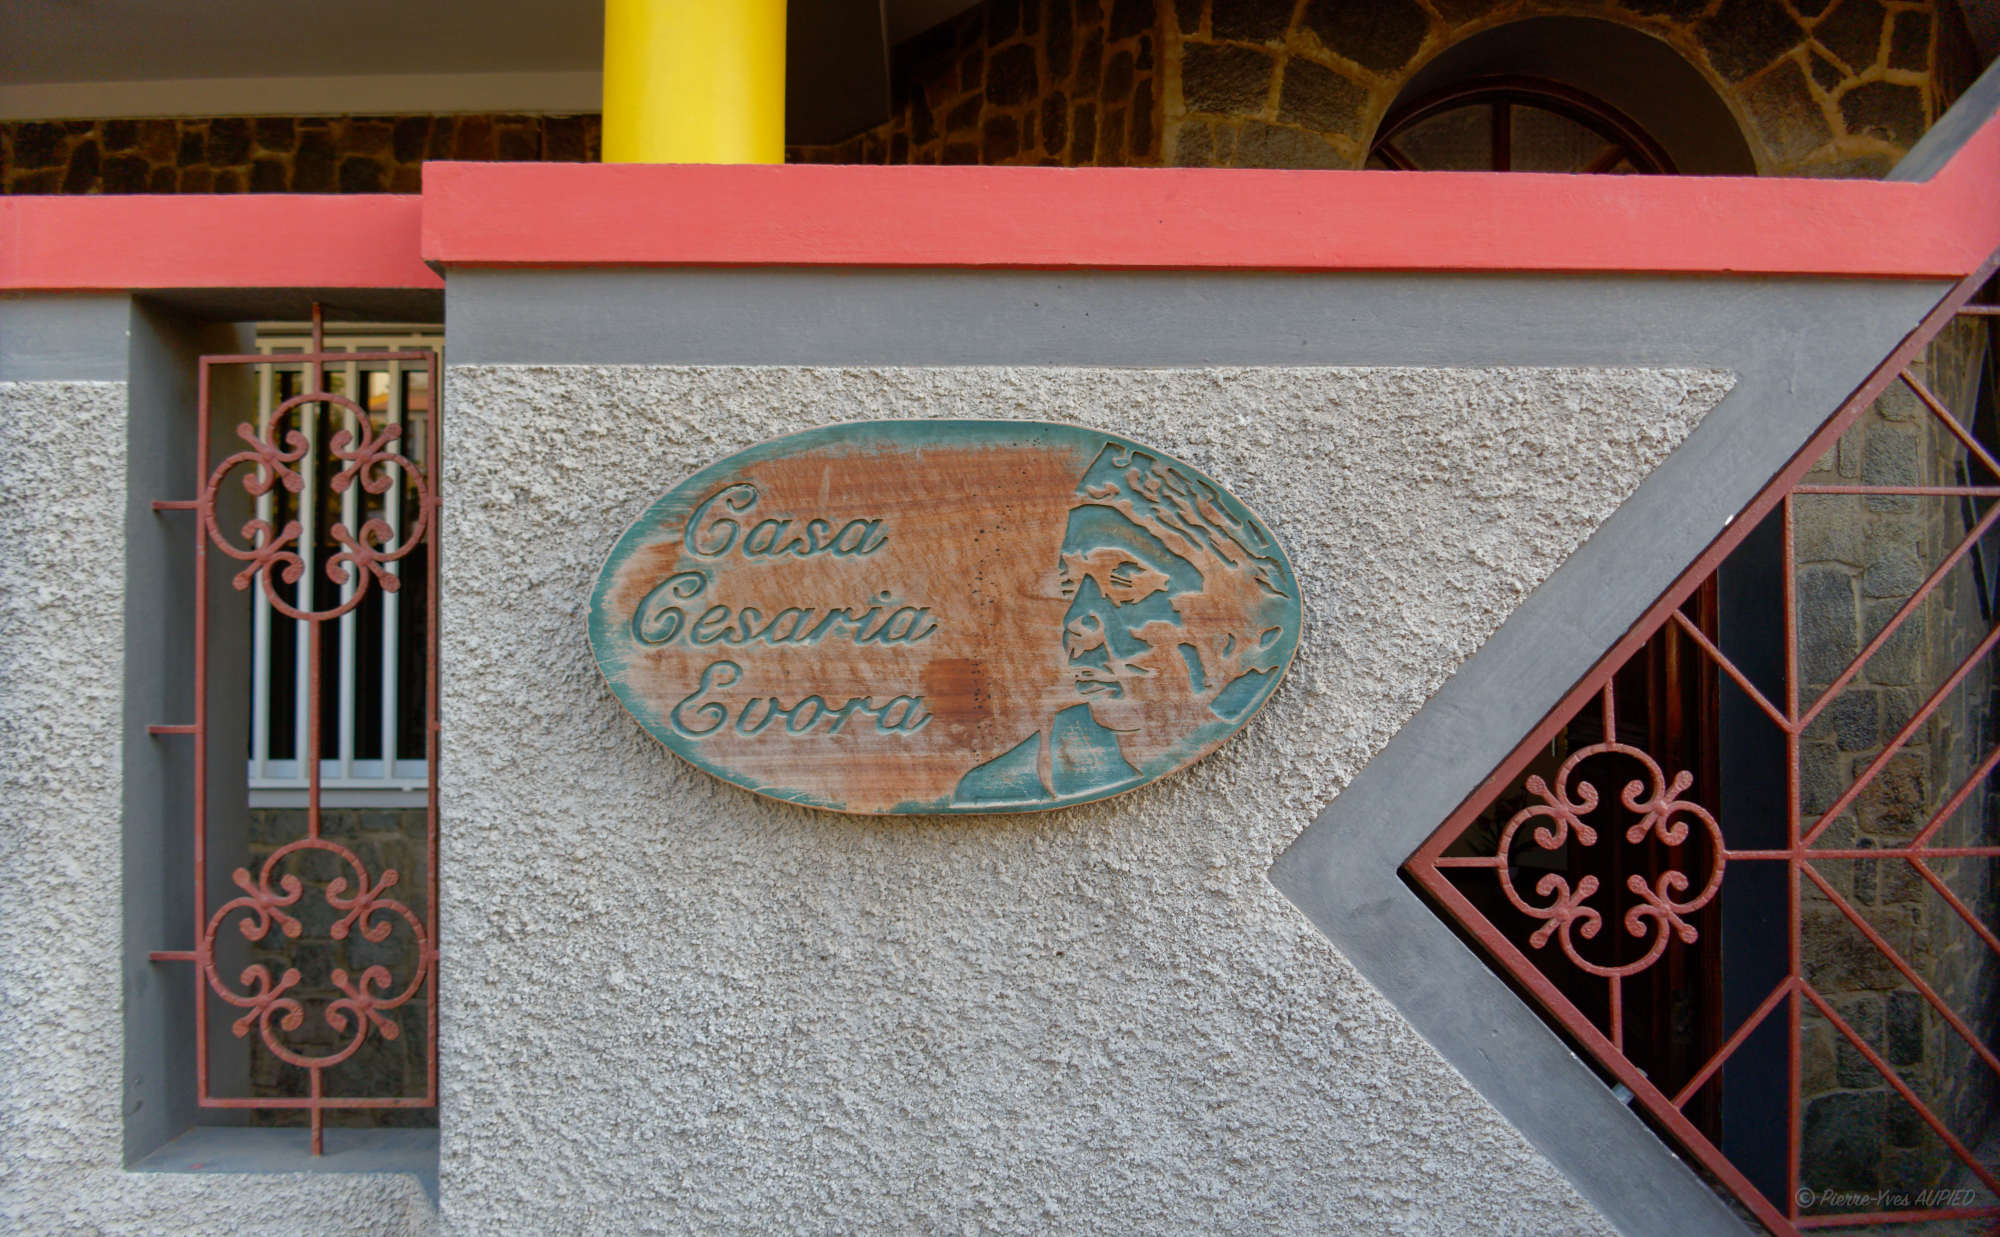 Casa
Cesaria
Evora
© Pierre-Yves AUPIED